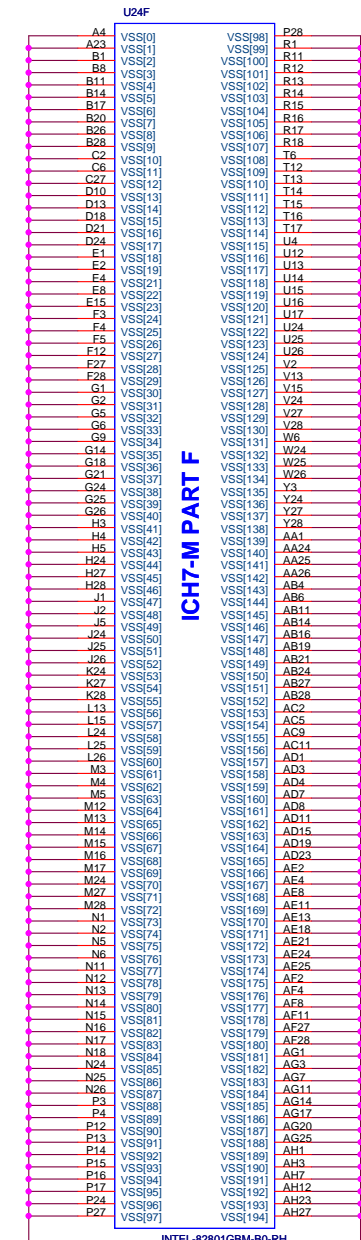 U24F
A4 VSS[0] VSS[98] P28
A23 VSS[1] VSS[99] R1
B1 VSS[2] VSS[100] R11
B8 VSS[3] VSS[101] R12
B11 VSS[4] VSS[102] R13
B14 VSS[5] VSS[103] R14
B17 VSS[6] VSS[104] R15
B20 VSS[7] VSS[105] R16
B26 VSS[8] VSS[106] R17
B28 VSS[9] VSS[107] R18
C2 VSS[10] VSS[108] T6
C6 VSS[11] VSS[109] T12
C27 VSS[12] VSS[110] T13
D10 VSS[13] VSS[111] T14
D13 VSS[14] VSS[112] T15
D18 VSS[15] VSS[113] T16
D21 VSS[16] VSS[114] T17
D24 VSS[17] VSS[115] U4
E1 VSS[18] VSS[116] U12
E2 VSS[19] VSS[117] U13
E4 VSS[21] VSS[118] U14
E8 VSS[22] VSS[119] U15
E15 VSS[23] VSS[120] U16
F3 VSS[24] VSS[121] U17
F4 VSS[25] VSS[122] U24
F5 VSS[26] VSS[123] U25
F12 VSS[27] VSS[124] U26
F27 VSS[28] VSS[125] V2
F28 VSS[29] VSS[126] V13
G1 VSS[30] VSS[127] V15
G2 VSS[31] VSS[128] V24
G5 VSS[32] VSS[129] V27
G6 VSS[33] VSS[130] V28
G9 VSS[34] VSS[131] W6
G14 VSS[35] VSS[132] W24
G18 VSS[36] VSS[133] W25
G21 VSS[37] VSS[134] W26
G24 VSS[38] VSS[135] Y3
G25 VSS[39] VSS[136] Y24
G26 VSS[40] VSS[137] Y27
H3 VSS[41] VSS[138] Y28
H4 VSS[42] VSS[139] AA1
H5 VSS[43] VSS[140] AA24
H24 VSS[44] VSS[141] AA25
H27 VSS[45] VSS[142] AA26
H28 VSS[46] VSS[143] AB4
J1 VSS[47] VSS[144] AB6
J2 VSS[48] VSS[145] AB11
J5 VSS[49] VSS[146] AB14
J24 VSS[50] VSS[147] AB16
J25 VSS[51] VSS[148] AB19
J26 VSS[52] VSS[149] AB21
K24 VSS[53] VSS[150] AB24
K27 VSS[54] VSS[151] AB27
K28 VSS[55] VSS[152] AB28
L13 VSS[56] VSS[153] AC2
L15 VSS[57] VSS[154] AC5
L24 VSS[58] VSS[155] AC9
L25 VSS[59] VSS[156] AC11
L26 VSS[60] VSS[157] AD1
M3 VSS[61] VSS[158] AD3
M4 VSS[62] VSS[159] AD4
M5 VSS[63] VSS[160] AD7
M12 VSS[64] VSS[161] AD8
M13 VSS[65] VSS[162] AD11
M14 VSS[66] VSS[163] AD15
M15 VSS[67] VSS[164] AD19
M16 VSS[68] VSS[165] AD23
M17 VSS[69] VSS[166] AE2
M24 VSS[70] VSS[167] AE4
M27 VSS[71] VSS[168] AE8
M28 VSS[72] VSS[169] AE11
N1 VSS[73] VSS[170] AE13
N2 VSS[74] VSS[171] AE18
N5 VSS[75] VSS[172] AE21
N6 VSS[76] VSS[173] AE24
N11 VSS[77] VSS[174] AE25
N12 VSS[78] VSS[175] AF2
N13 VSS[79] VSS[176] AF4
N14 VSS[80] VSS[177] AF8
N15 VSS[81] VSS[178] AF11
N16 VSS[82] VSS[179] AF27
N17 VSS[83] VSS[180] AF28
N18 VSS[84] VSS[181] AG1
N24 VSS[85] VSS[182] AG3
N25 VSS[86] VSS[183] AG7
N26 VSS[87] VSS[184] AG11
P3 VSS[88] VSS[185] AG14
P4 VSS[89] VSS[186] AG17
P12 VSS[90] VSS[187] AG20
P13 VSS[91] VSS[188] AG25
P14 VSS[92] VSS[189] AH1
P15 VSS[93] VSS[190] AH3
P16 VSS[94] VSS[191] AH7
P17 VSS[95] VSS[192] AH12
P24 VSS[96] VSS[193] AH23
P27 VSS[97] VSS[194] AH27
ICH7-M PART F
INTEL-82801GBM-B0-RH